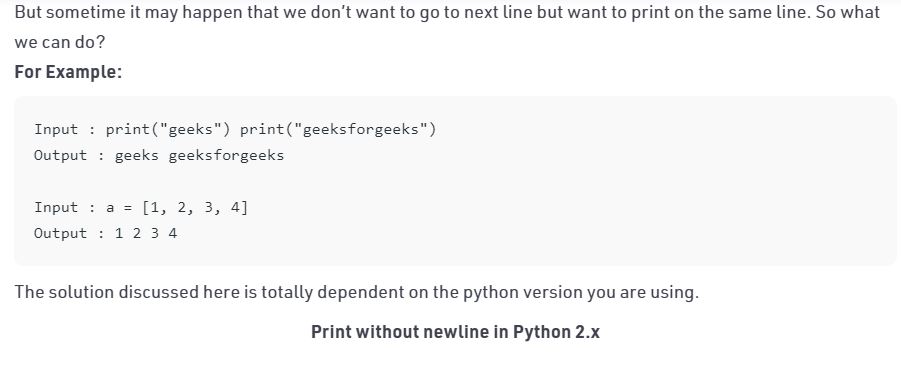 But sometime it may happen that we don't want to go to next line but want to print on the same line. So what
we can do?
For Example:
Input : print("geeks") print("geeksforgeeks")
Output : geeks geeksforgeeks
Input : a = [1, 2, 3, 4]
Output : 1 2 3 4
The solution discussed here is totally dependent on the python version you are using.
Print without newline in Python 2.x